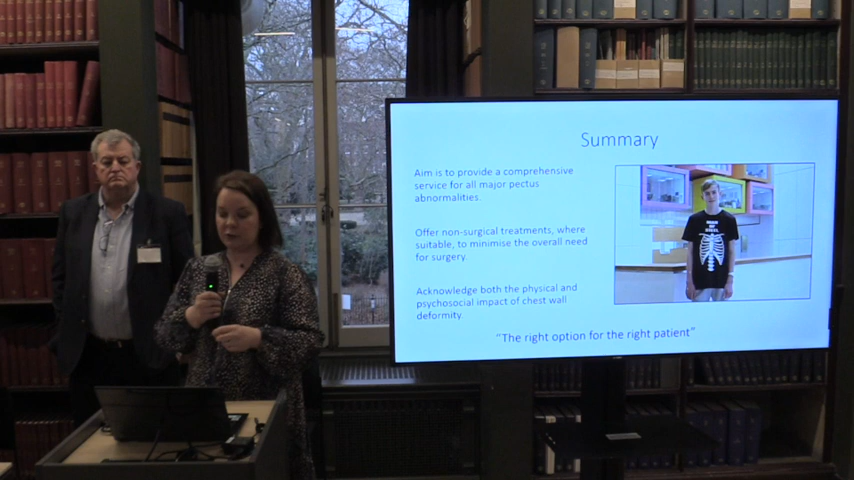 Summary
Aim is to provide a comprehensive
service for all major pectus
abnormalities.
Offer non-surgical treatments, where
suitable, to minimise the overall need
for surgery.
Acknowledge both the physical and
psychosocial impact of chest wall
deformity.
"The right option for the right patient"